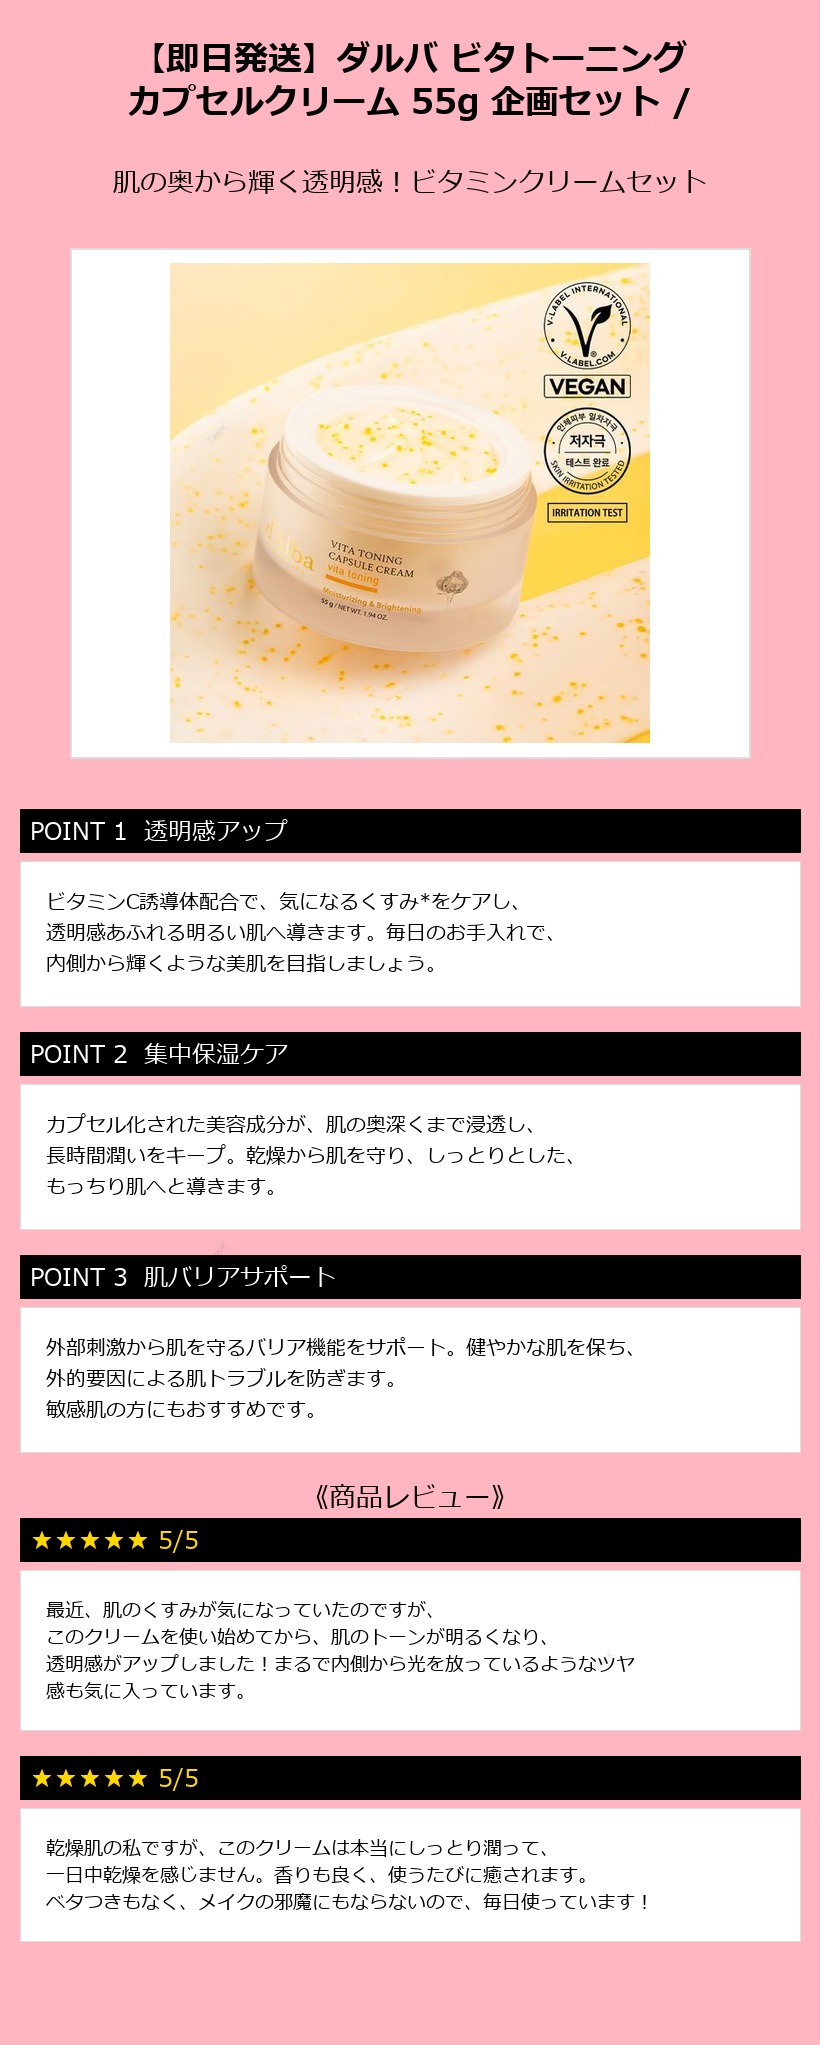 【即日発送】ダルバ ビタトーニング
カプセルクリーム 55g 企画セット /
肌の奥から輝く透明感！ビタミンクリームセット
V-LABEL INTERNATIONAL
V-LABEL.COM
VEGAN
인체피부 일차자극
저자극
테스트 완료
SKIN IRRITATION TESTED
IRRITATION TEST
d'Alba
VITA TONING
CAPSULE CREAM
vita toning
Moisturizing & Brightening
55 g / NET WT. 1.94 OZ.
POINT 1 透明感アップ
ビタミンC誘導体配合で、気になるくすみ*をケアし、
透明感あふれる明るい肌へ導きます。毎日のお手入れで、
内側から輝くような美肌を目指しましょう。
POINT 2 集中保湿ケア
カプセル化された美容成分が、肌の奥深くまで浸透し、
長時間潤いをキープ。乾燥から肌を守り、しっとりとした、
もっちり肌へと導きます。
POINT 3 肌バリアサポート
外部刺激から肌を守るバリア機能をサポート。健やかな肌を保ち、
外的要因による肌トラブルを防ぎます。
敏感肌の方にもおすすめです。
《商品レビュー》
★★★★★ 5/5
最近、肌のくすみが気になっていたのですが、
このクリームを使い始めてから、肌のトーンが明るくなり、
透明感がアップしました！まるで内側から光を放っているようなツヤ
感も気に入っています。
★★★★★ 5/5
乾燥肌の私ですが、このクリームは本当にしっとり潤って、
一日中乾燥を感じません。香りも良く、使うたびに癒されます。
ベタつきもなく、メイクの邪魔にもならないので、毎日使っています！